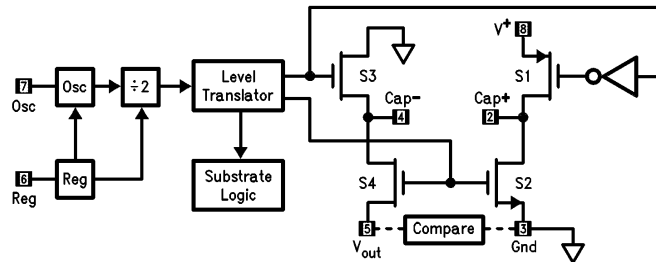 V+
8
S3
S1
Level
Translator
7
Osc
÷2
Osc
Cap-
4
Cap+
2
6
Reg
Reg
Substrate
Logic
S4
S2
5
Compare
3
Vout
Gnd